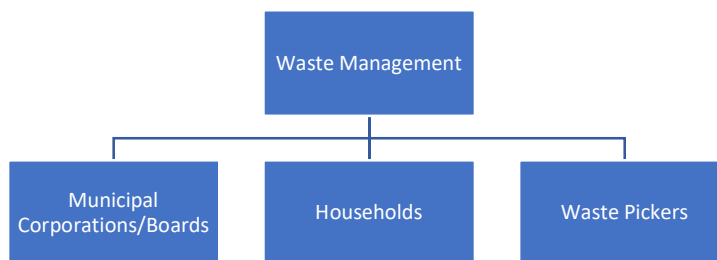 Waste Management
Municipal
Corporations/Boards
Households
Waste Pickers